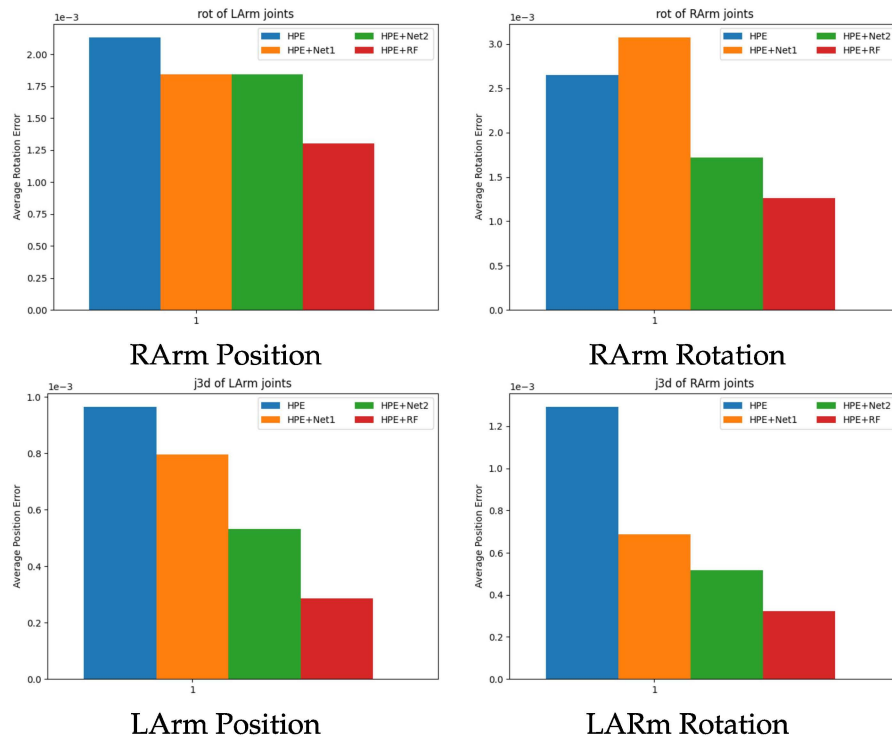 rot of LArm joints
1e−3
HPE
HPE+Net1
HPE+Net2
HPE+RF
Average Rotation Error
2.00
1.75
1.50
1.25
1.00
0.75
0.50
0.25
0.00
1
RArm Position
rot of RArm joints
1e−3
HPE
HPE+Net1
HPE+Net2
HPE+RF
Average Rotation Error
3.0
2.5
2.0
1.5
1.0
0.5
0.0
1
RArm Rotation
j3d of LArm joints
1e−3
HPE
HPE+Net1
HPE+Net2
HPE+RF
Average Position Error
1.0
0.8
0.6
0.4
0.2
0.0
1
LArm Position
j3d of RArm joints
1e−3
HPE
HPE+Net1
HPE+Net2
HPE+RF
Average Position Error
1.2
1.0
0.8
0.6
0.4
0.2
0.0
1
LARm Rotation